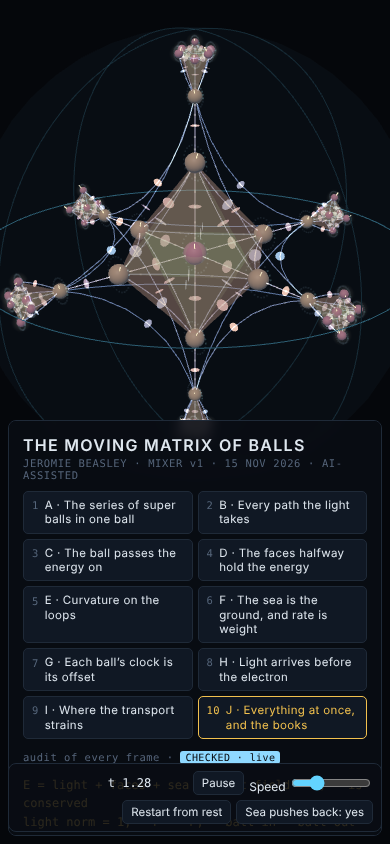 THE MOVING MATRIX OF BALLS
JEROMIE BEASLEY · MIXER v1 · 15 NOV 2026 · AI-
ASSISTED
1 A · The series of super
balls in one ball
2 B · Every path the light
takes
3 C · The ball passes the
energy on
4 D · The faces halfway
hold the energy
5 E · Curvature on the
loops
6 F · The sea is the
ground, and rate is
weight
7 G · Each ball’s clock is
its offset
8 H · Light arrives before
the electron
9 I · Where the transport
strains
10 J · Everything at once,
and the books
audit of every frame · CHECKED · live
E = light +
sea
conserved
t 1.28
Pause
Speed
light norm = 1,
Restart from rest
Sea pushes back: yes